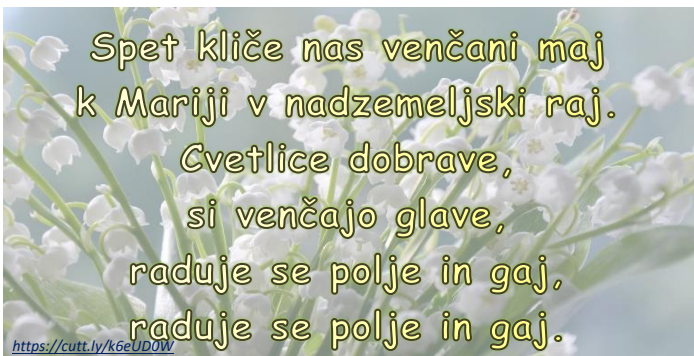 Spet kliče nas venčani maj
k Mariji v nadzemeljski raj.
Cvetlice dobrave,
si venčajo glave,
raduje se polje in gaj,
raduje se polje in gaj.
https://cutt.ly/k6eUD0W